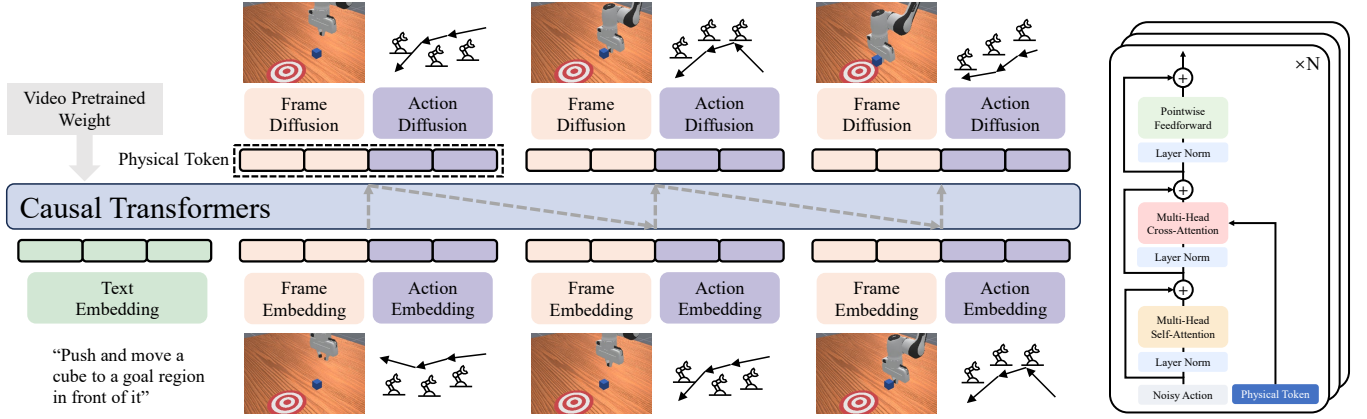 Video Pretrained
Weight
Frame
Diffusion
Action
Diffusion
Frame
Diffusion
Action
Diffusion
Frame
Diffusion
Action
Diffusion
Physical Token
Causal Transformers
Text
Embedding
Frame
Embedding
Action
Embedding
Frame
Embedding
Action
Embedding
Frame
Embedding
Action
Embedding
“Push and move a
cube to a goal region
in front of it”
×N
Pointwise
Feedforward
Layer Norm
Multi-Head
Cross-Attention
Layer Norm
Multi-Head
Self-Attention
Layer Norm
Noisy Action
Physical Token